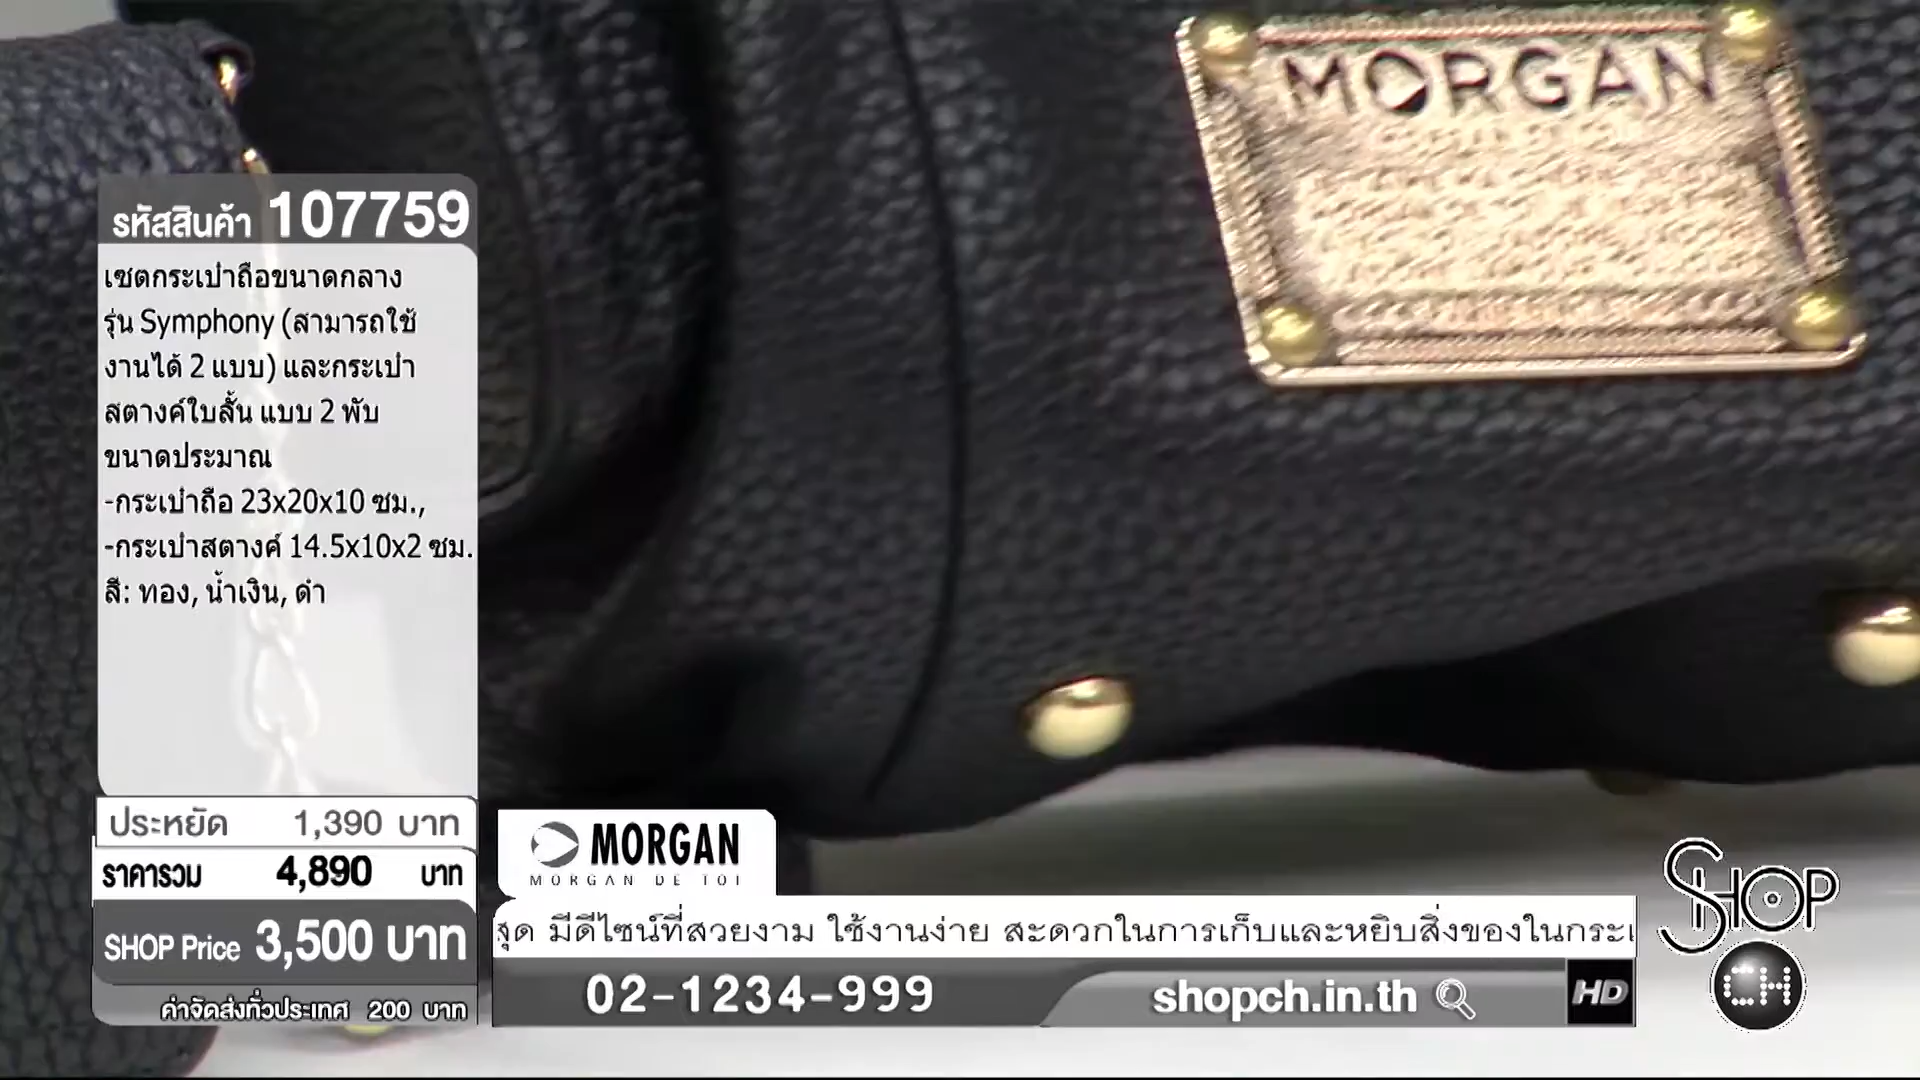 MORGAN
รหัสสินค้า 107759
เซตกระเป๋าถือขนาดกลาง
รุ่น Symphony (สามารถใช้
งานได้ 2 แบบ) และกระเป๋า
สตางค์ใบสั้น แบบ 2 พับ
ขนาดประมาณ
-กระเป๋าถือ 23x20x10 ซม.,
-กระเป๋าสตางค์ 14.5x10x2 ซม.
สี: ทอง, น้ำเงิน, ดำ
ประหยัด 1,390 บาท
ราคารวม 4,890 บาท
SHOP Price 3,500 บาท
ค่าจัดส่งทั่วประเทศ 200 บาท
MORGAN
MORGAN DE TOI
สุด มีดีไซน์ที่สวยงาม ใช้งานง่าย สะดวกในการเก็บและหยิบสิ่งของในกระเ
02-1234-999
shopch.in.th
HD
SHOP
CH